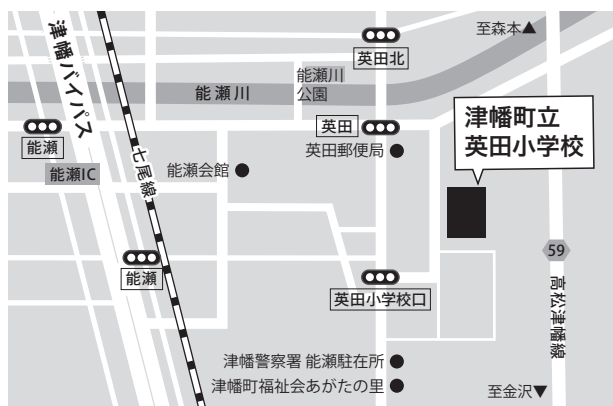 至森本▲
英田北
能瀬川
公園
能瀬川
津幡バイパス
能瀬
英田
英田郵便局
津幡町立
英田小学校
能瀬会館
能瀬IC
七尾線
能瀬
59
高松津幡線
英田小学校口
津幡警察署 能瀬駐在所
津幡町福祉会あがたの里
至金沢▼